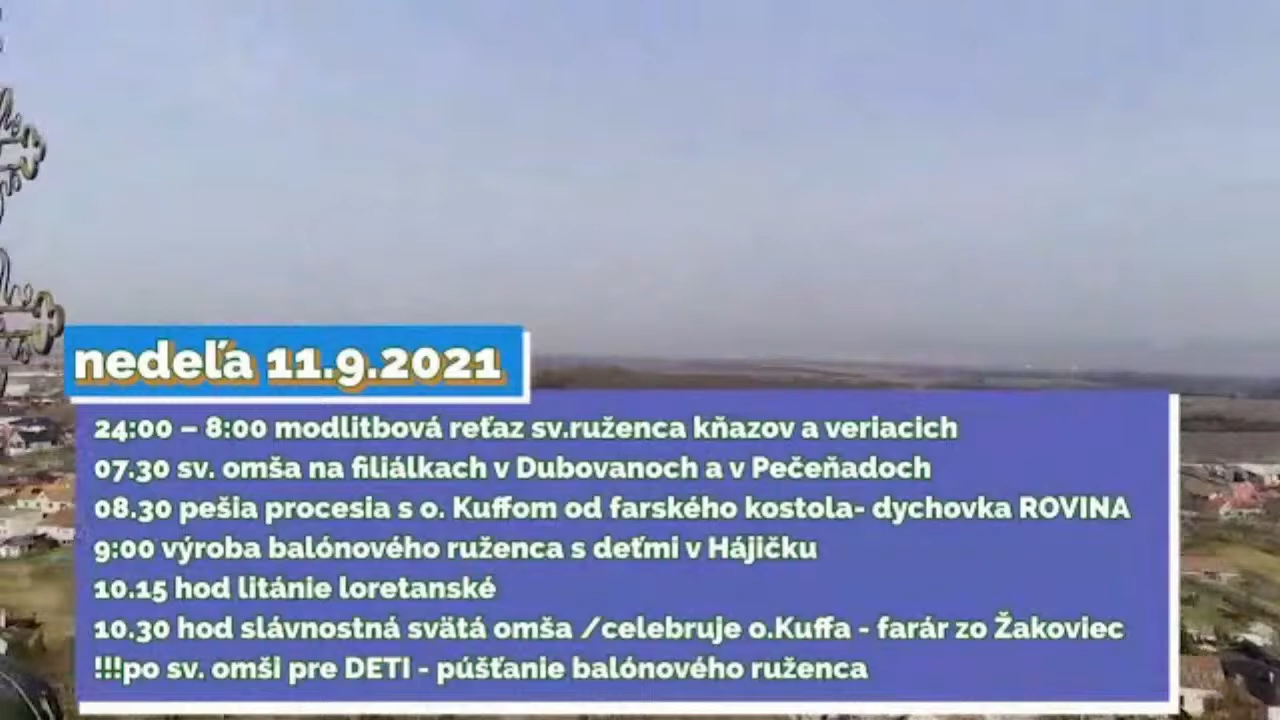 nedeľa 11.9.2021
24:00 – 8:00 modlitbová reťaz sv.ruženca kňazov a veriacich
07.30 sv. omša na filiálkach v Dubovanoch a v Pečeňadoch
08.30 pešia procesia s o. Kuffom od farského kostola- dychovka ROVINA
9:00 výroba balónového ruženca s deťmi v Hájičku
10.15 hod litánie loretanské
10.30 hod slávnostná svätá omša /celebruje o.Kuffa - farár zo Žakoviec
!!!po sv. omši pre DETI - púšťanie balónového ruženca